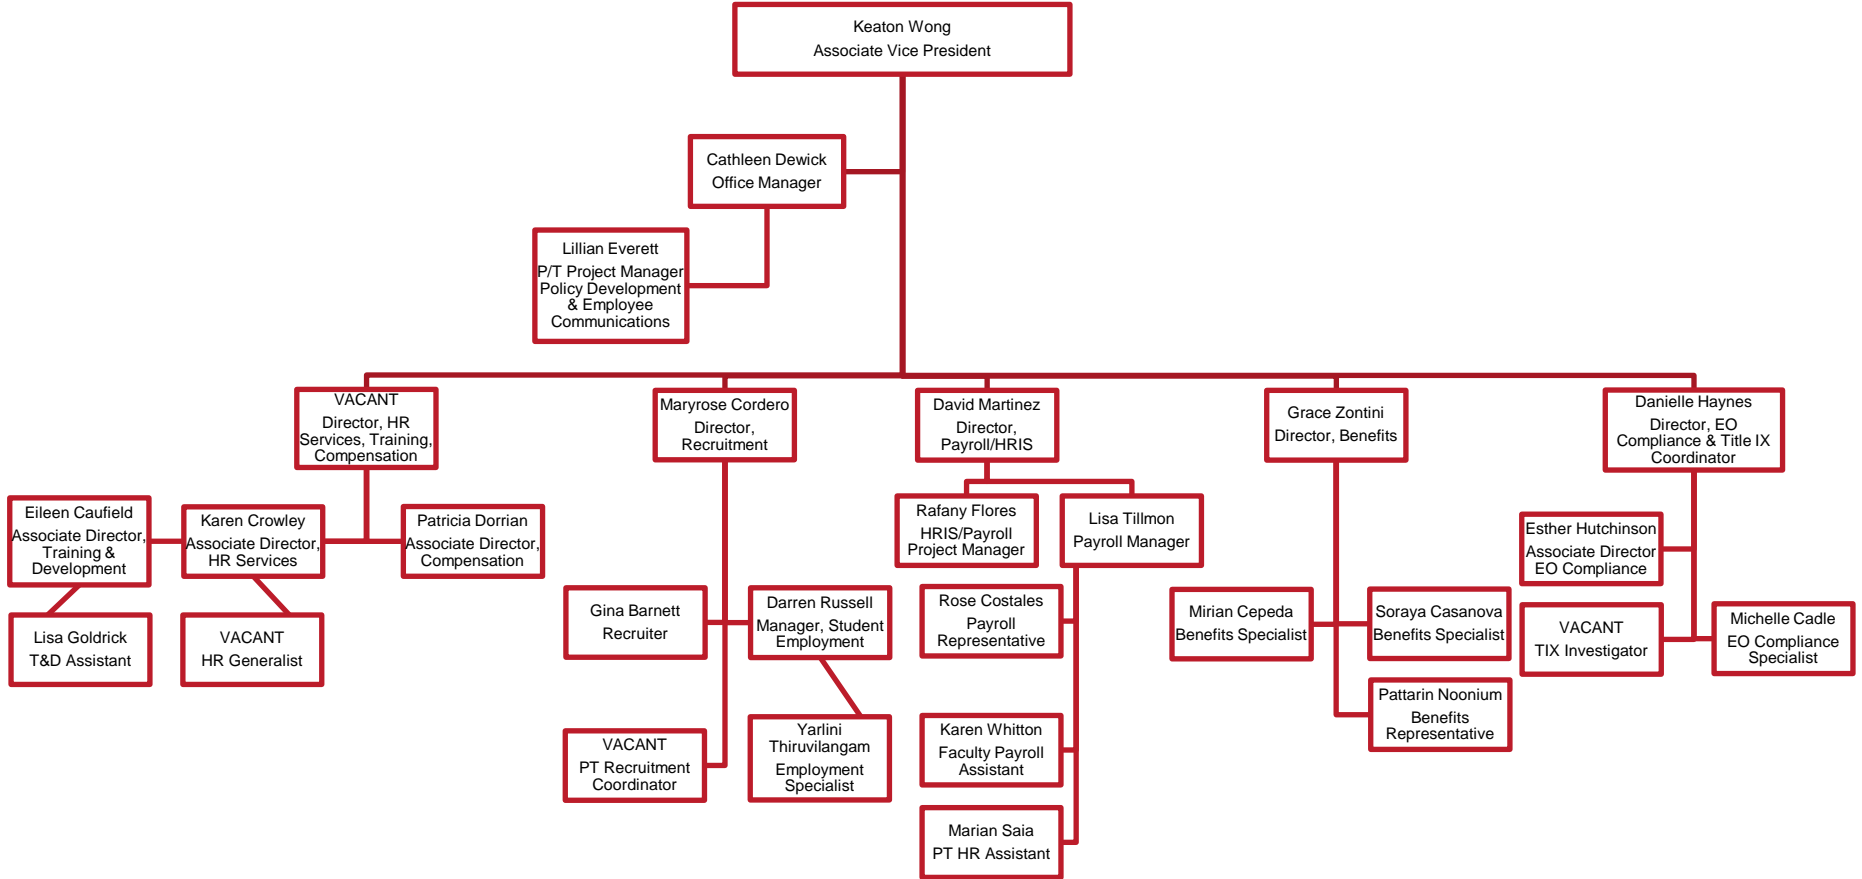 Keaton Wong
Associate Vice President
Cathleen Dewick
Office Manager
Lillian Everett
P/T Project Manager
Policy Development
& Employee
Communications
VACANT
Director, HR
Services, Training,
Compensation
Maryrose Cordero
Director,
Recruitment
David Martinez
Director,
Payroll/HRIS
Grace Zontini
Director, Benefits
Danielle Haynes
Director, EO
Compliance & Title IX
Coordinator
Eileen Caufield
Associate Director,
Training &
Development
Karen Crowley
Associate Director,
HR Services
Patricia Dorrian
Associate Director,
Compensation
Rafany Flores
HRIS/Payroll
Project Manager
Lisa Tillmon
Payroll Manager
Esther Hutchinson
Associate Director
EO Compliance
Lisa Goldrick
T&D Assistant
VACANT
HR Generalist
Gina Barnett
Recruiter
Darren Russell
Manager, Student
Employment
Rose Costales
Payroll
Representative
Mirian Cepeda
Benefits Specialist
Soraya Casanova
Benefits Specialist
VACANT
TIX Investigator
Michelle Cadle
EO Compliance
Specialist
Pattarin Noonium
Benefits
Representative
VACANT
PT Recruitment
Coordinator
Yarlini
Thiruvilangam
Employment
Specialist
Karen Whitton
Faculty Payroll
Assistant
Marian Saia
PT HR Assistant